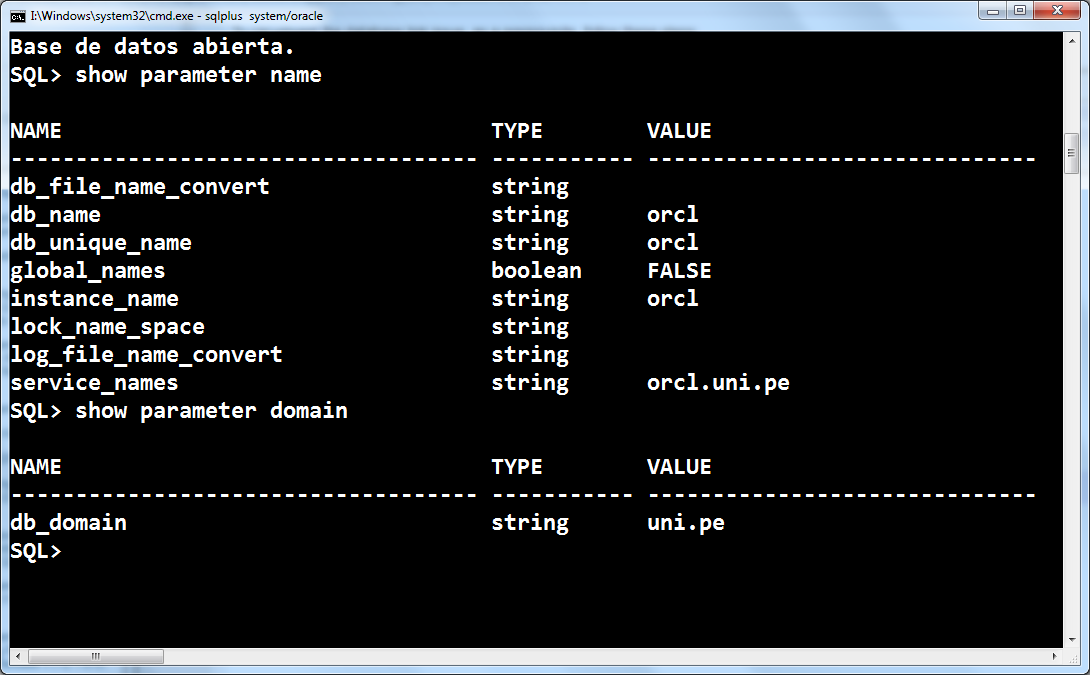 I:\Windows\system32\cmd.exe - sqlplus  system/oracle
Base de datos abierta.
SQL> show parameter name
NAME                                 TYPE        VALUE
------------------------------------ ----------- ------------------------------
db_file_name_convert                 string
db_name                              string      orcl
db_unique_name                       string      orcl
global_names                         boolean     FALSE
instance_name                        string      orcl
lock_name_space                      string
log_file_name_convert                string
service_names                        string      orcl.uni.pe
SQL> show parameter domain
NAME                                 TYPE        VALUE
------------------------------------ ----------- ------------------------------
db_domain                            string      uni.pe
SQL>